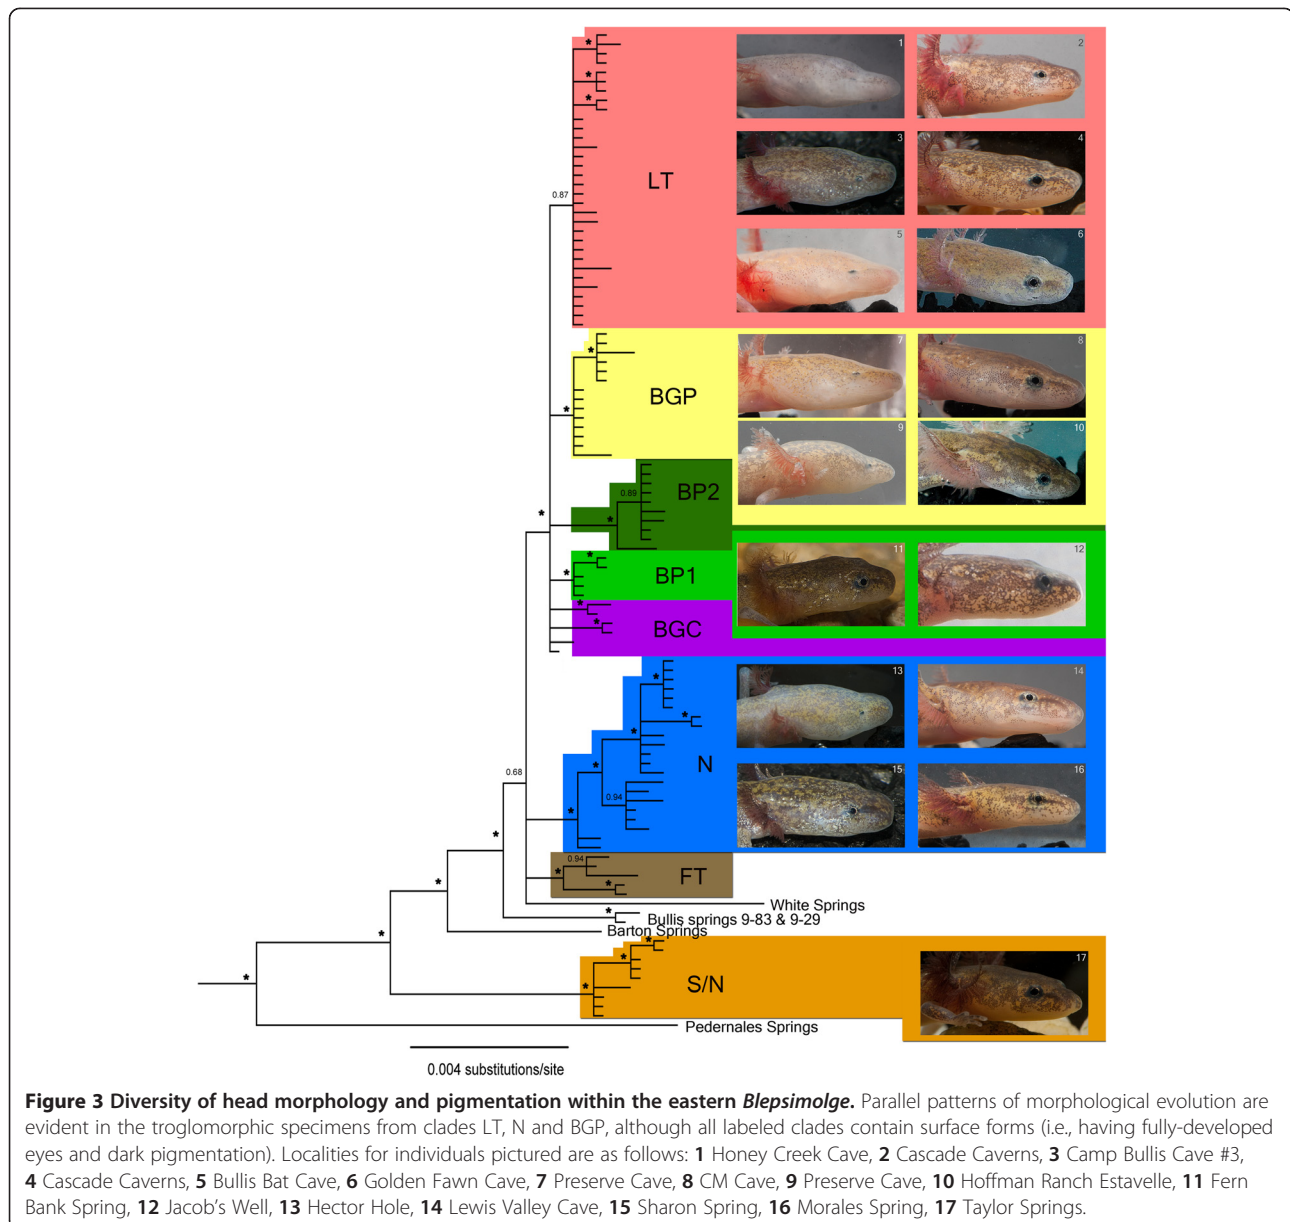 *
1
2
*
*
3
4
LT
0.87
5
6
*
7
8
BGP
*
9
10
BP2
0.89
*
*
*
11
12
*
BP1
*
*
BGC
*
13
14
*
*
*
N
15
16
0.68
*
0.94
*
*
0.94
FT
*
*
*
White Springs
*
Bullis springs 9-83 & 9-29
Barton Springs
*
*
17
*
*
S/N
*
Pedernales Springs
0.004 substitutions/site
Figure 3 Diversity of head morphology and pigmentation within the eastern Blepsimolge. Parallel patterns of morphological evolution are
evident in the troglomorphic specimens from clades LT, N and BGP, although all labeled clades contain surface forms (i.e., having fully-developed
eyes and dark pigmentation). Localities for individuals pictured are as follows: 1 Honey Creek Cave, 2 Cascade Caverns, 3 Camp Bullis Cave #3,
4 Cascade Caverns, 5 Bullis Bat Cave, 6 Golden Fawn Cave, 7 Preserve Cave, 8 CM Cave, 9 Preserve Cave, 10 Hoffman Ranch Estavelle, 11 Fern
Bank Spring, 12 Jacob's Well, 13 Hector Hole, 14 Lewis Valley Cave, 15 Sharon Spring, 16 Morales Spring, 17 Taylor Springs.